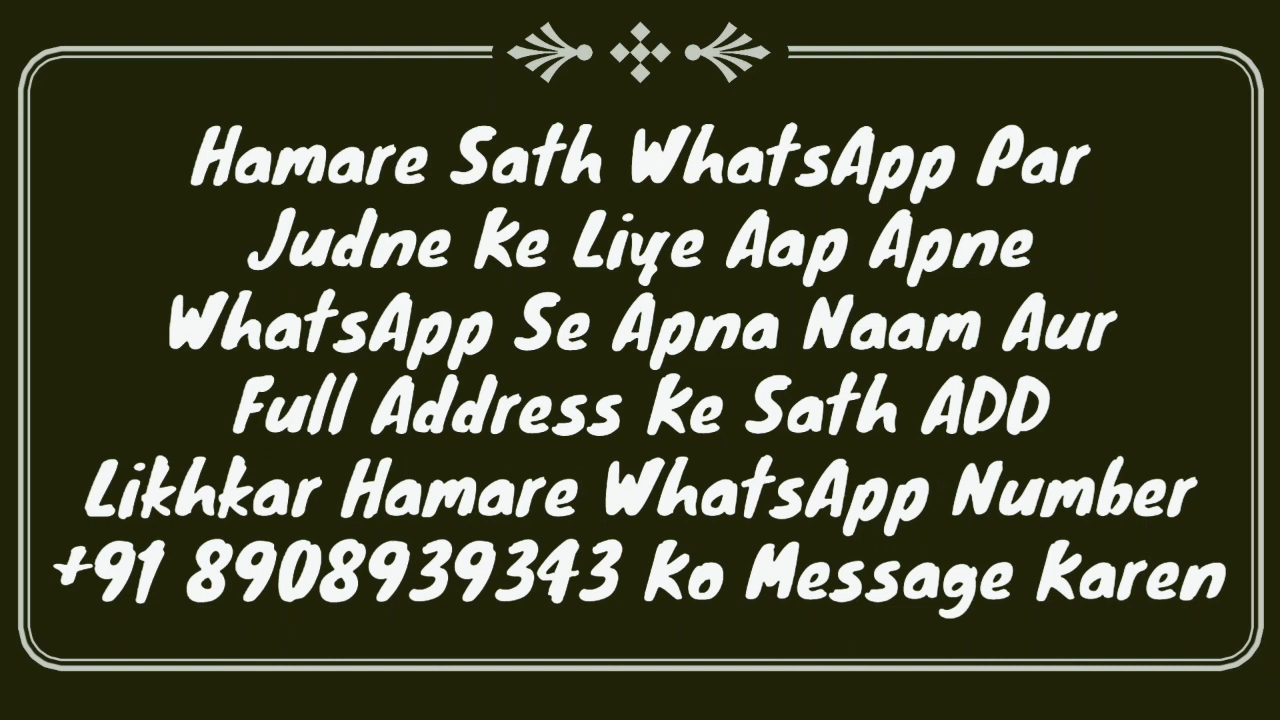 Hamare Sath WhatsApp Par
Judne Ke Liye Aap Apne
WhatsApp Se Apna Naam Aur
Full Address Ke Sath ADD
Likhkar Hamare WhatsApp Number
+91 8908939343 Ko Message Karen